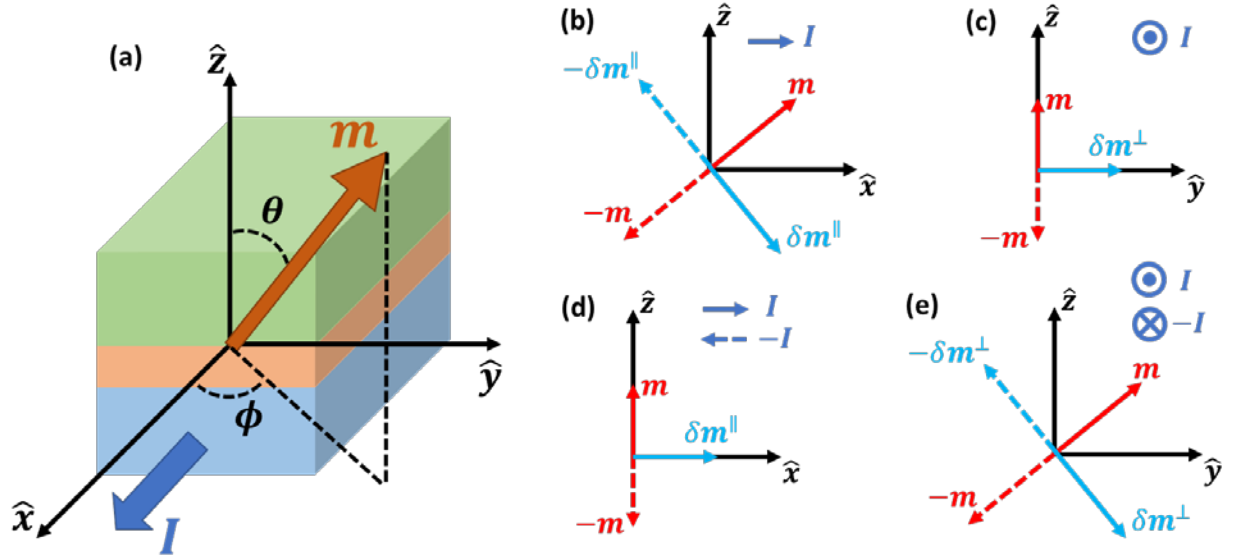 (a)
ẑ
m
θ
ŷ
ϕ
x̂
I
(b)
ẑ
I
−δm∥
m
x̂
−m
δm∥
(c)
ẑ
I
m
δm⊥
ŷ
−m
(d)
ẑ
I
−I
m
δm∥
x̂
−m
(e)
ẑ
I
−I
−δm⊥
m
ŷ
−m
δm⊥